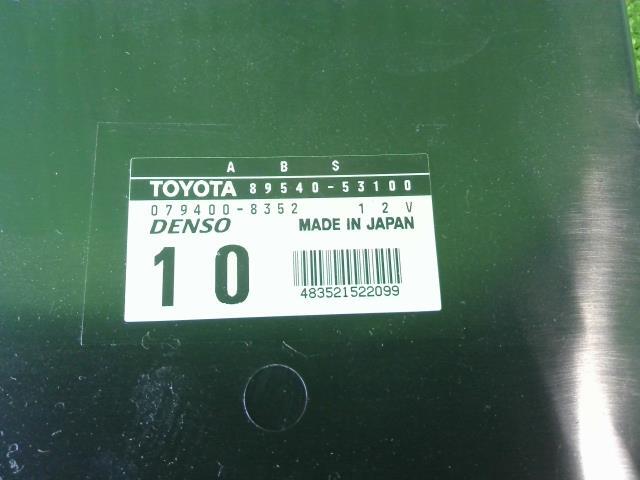 A B S
TOYOTA 89540-53100
079400-8352 12V
DENSO MADE IN JAPAN
10
483521522099